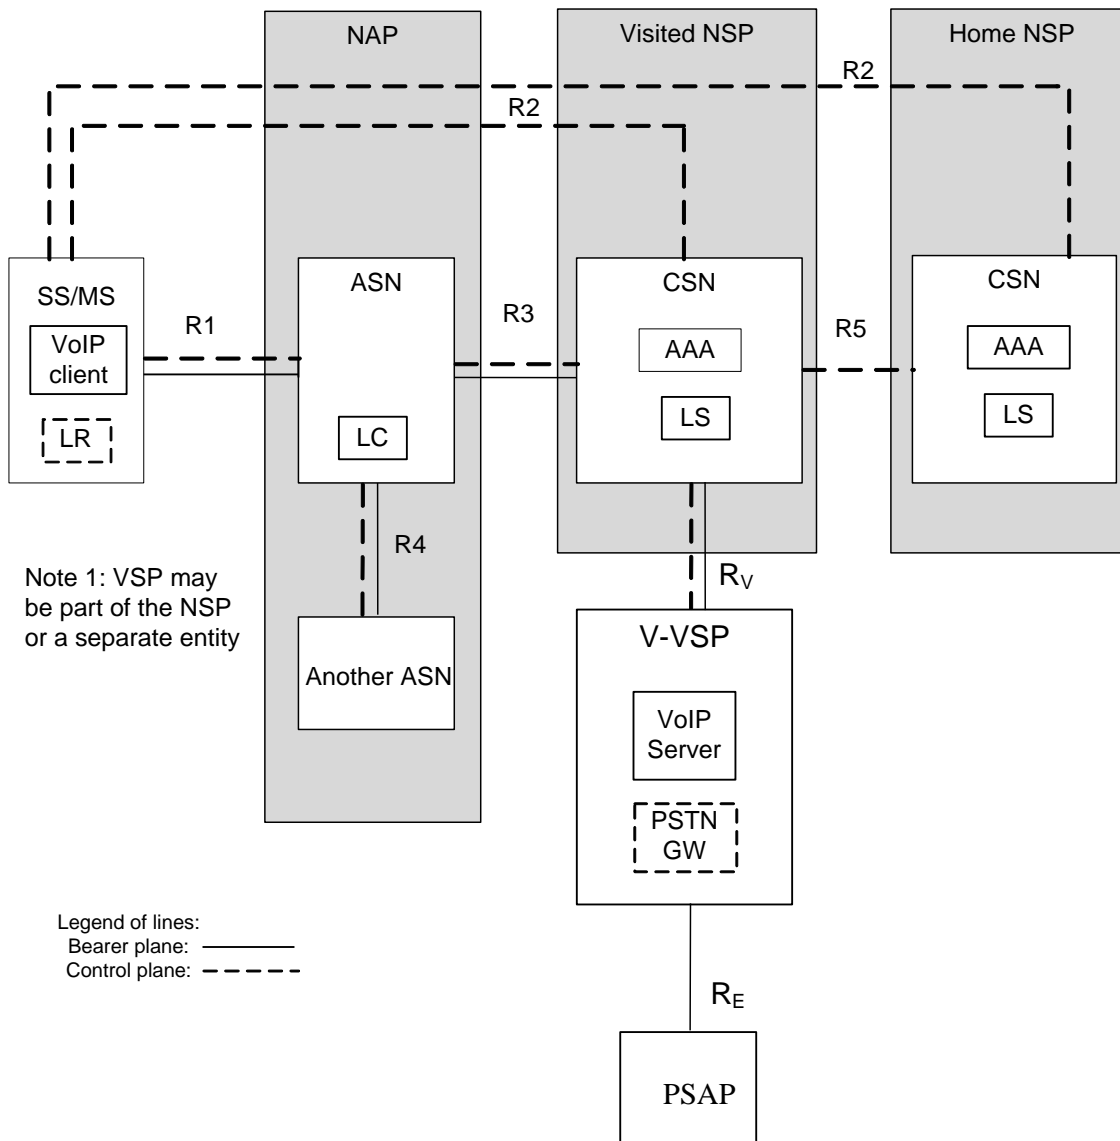 NAP
Visited NSP
Home NSP
R2
R2
SS/MS
VoIP
client
LR
R1
ASN
LC
R3
CSN
AAA
LS
R5
CSN
AAA
LS
R4
Another ASN
Note 1: VSP may
be part of the NSP
or a separate entity
RV
V-VSP
VoIP
Server
PSTN
GW
Legend of lines:
Bearer plane:
Control plane:
RE
PSAP